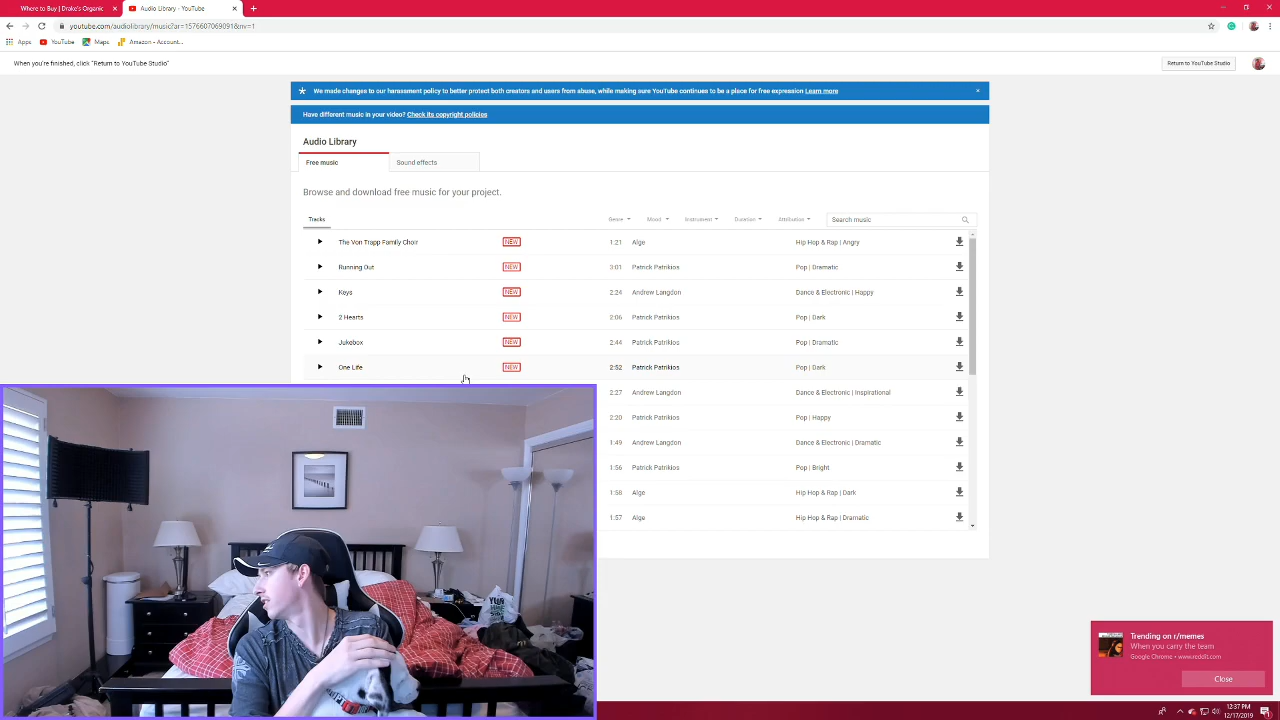 Where to Buy | Drake's Organic
Audio Library - YouTube
youtube.com/audiolibrary/music?ar=1576607069091&nv=1
Apps YouTube Maps Amazon - Account...
When you're finished, click "Return to YouTube Studio"
Return to YouTube Studio
We made changes to our harassment policy to better protect both creators and users from abuse, while making sure YouTube continues to be a place for free expression Learn more
Have different music in your video? Check its copyright policies
Audio Library
Free music Sound effects
Browse and download free music for your project.
Tracks Genre Mood Instrument Duration Attribution Search music
The Von Trapp Family Choir NEW 1:21 Alge Hip Hop & Rap | Angry
Running Out NEW 3:01 Patrick Patrikios Pop | Dramatic
Keys NEW 2:24 Andrew Langdon Dance & Electronic | Happy
2 Hearts NEW 2:06 Patrick Patrikios Pop | Dark
Jukebox NEW 2:44 Patrick Patrikios Pop | Dramatic
One Life NEW 2:52 Patrick Patrikios Pop | Dark
2:27 Andrew Langdon Dance & Electronic | Inspirational
2:20 Patrick Patrikios Pop | Happy
1:49 Andrew Langdon Dance & Electronic | Dramatic
1:56 Patrick Patrikios Pop | Bright
1:58 Alge Hip Hop & Rap | Dark
1:57 Alge Hip Hop & Rap | Dramatic
Trending on r/memes
When you carry the team
Google Chrome • www.reddit.com
Close
12:37 PM
12/17/2019